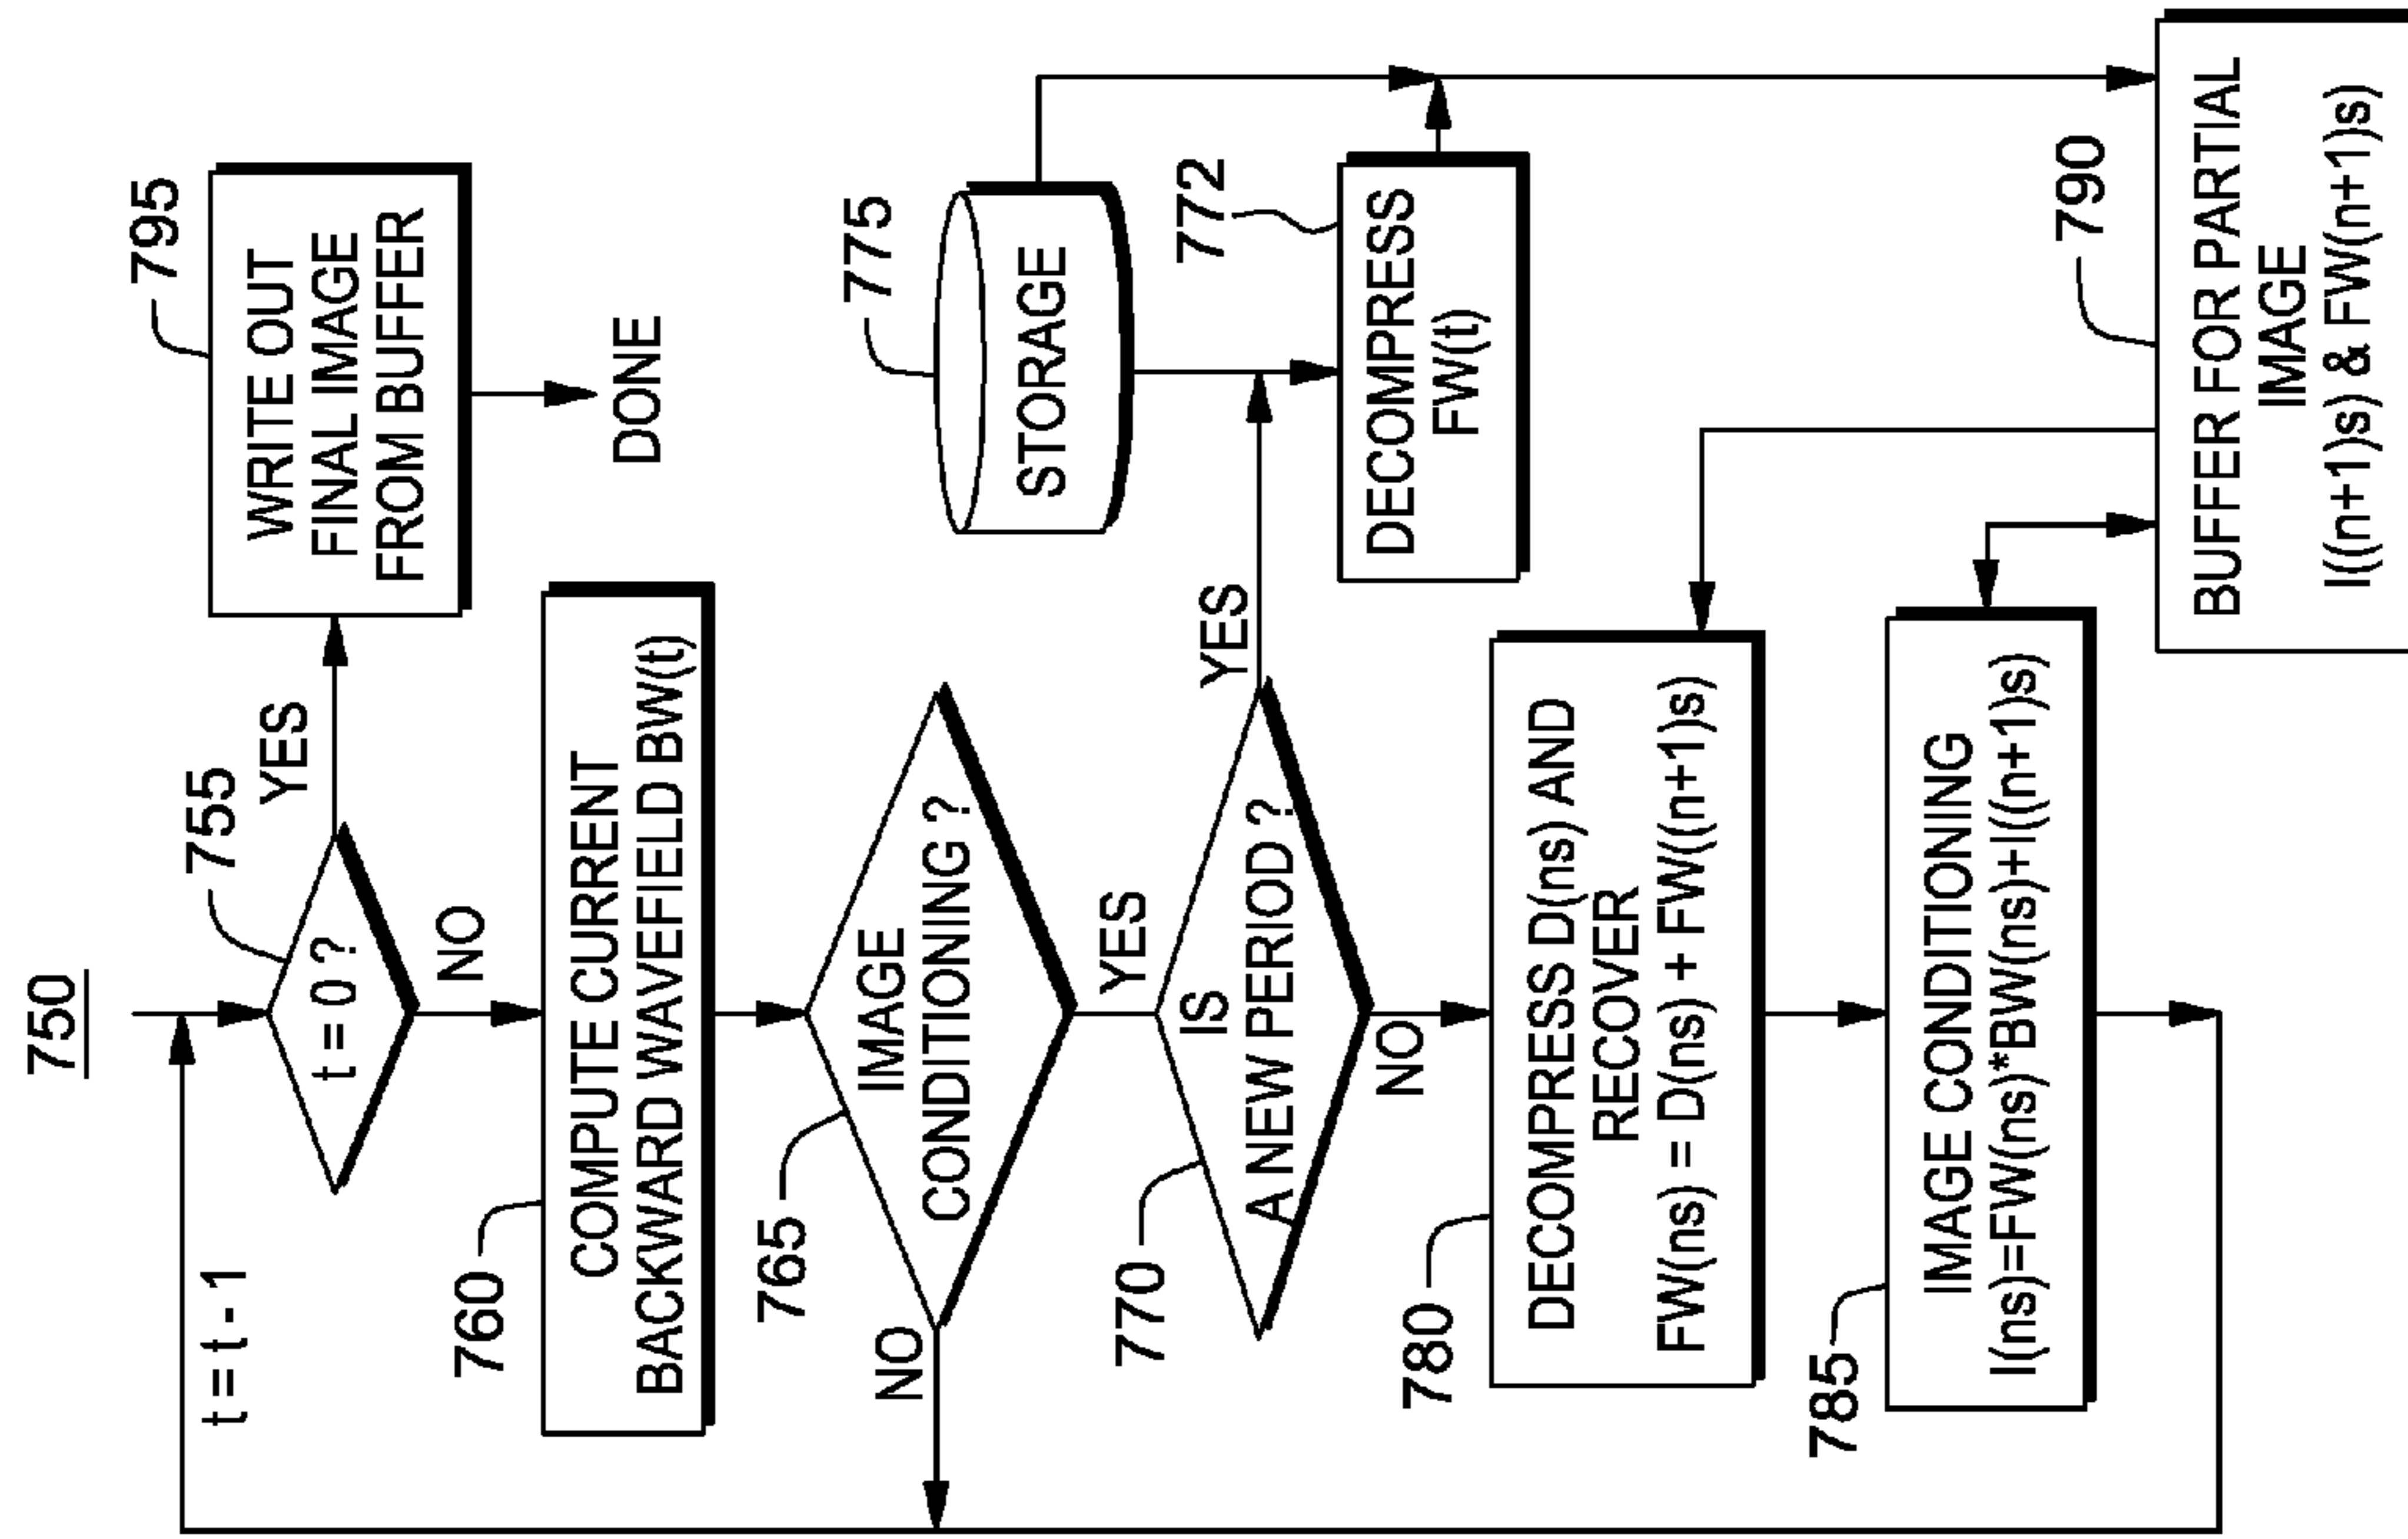 750
t = t - 1
755
t = 0 ?
YES
NO
795
WRITE OUT
FINAL IMAGE
FROM BUFFER
DONE
760
COMPUTE CURRENT
BACKWARD WAVEFIELD BW(t)
765
IMAGE
CONDITIONING ?
NO
YES
770
IS
A NEW PERIOD ?
YES
NO
775
STORAGE
772
DECOMPRESS
FW(t)
780
DECOMPRESS D(ns) AND
RECOVER
FW(ns) = D(ns) + FW((n+1)s)
785
IMAGE CONDITIONING
I(ns)=FW(ns)*BW(ns)+I((n+1)s)
790
BUFFER FOR PARTIAL
IMAGE
I((n+1)s) & FW(n+1)s)